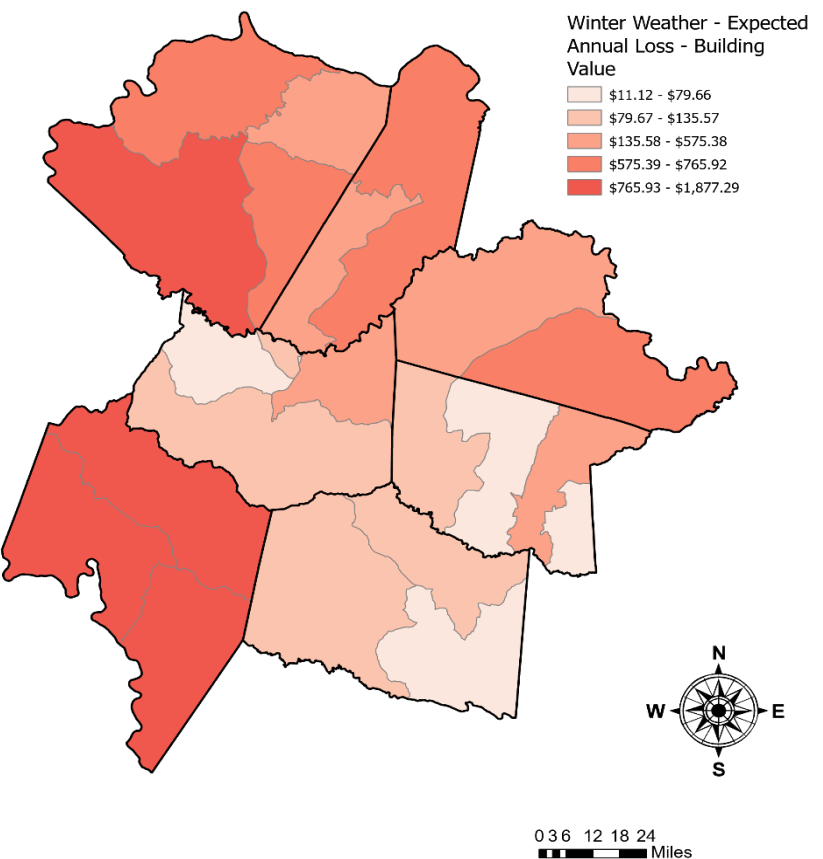 Winter Weather - Expected
Annual Loss - Building
Value
$11.12 - $79.66
$79.67 - $135.57
$135.58 - $575.38
$575.39 - $765.92
$765.93 - $1,877.29
N
W E
S
0 3 6 12 18 24
Miles